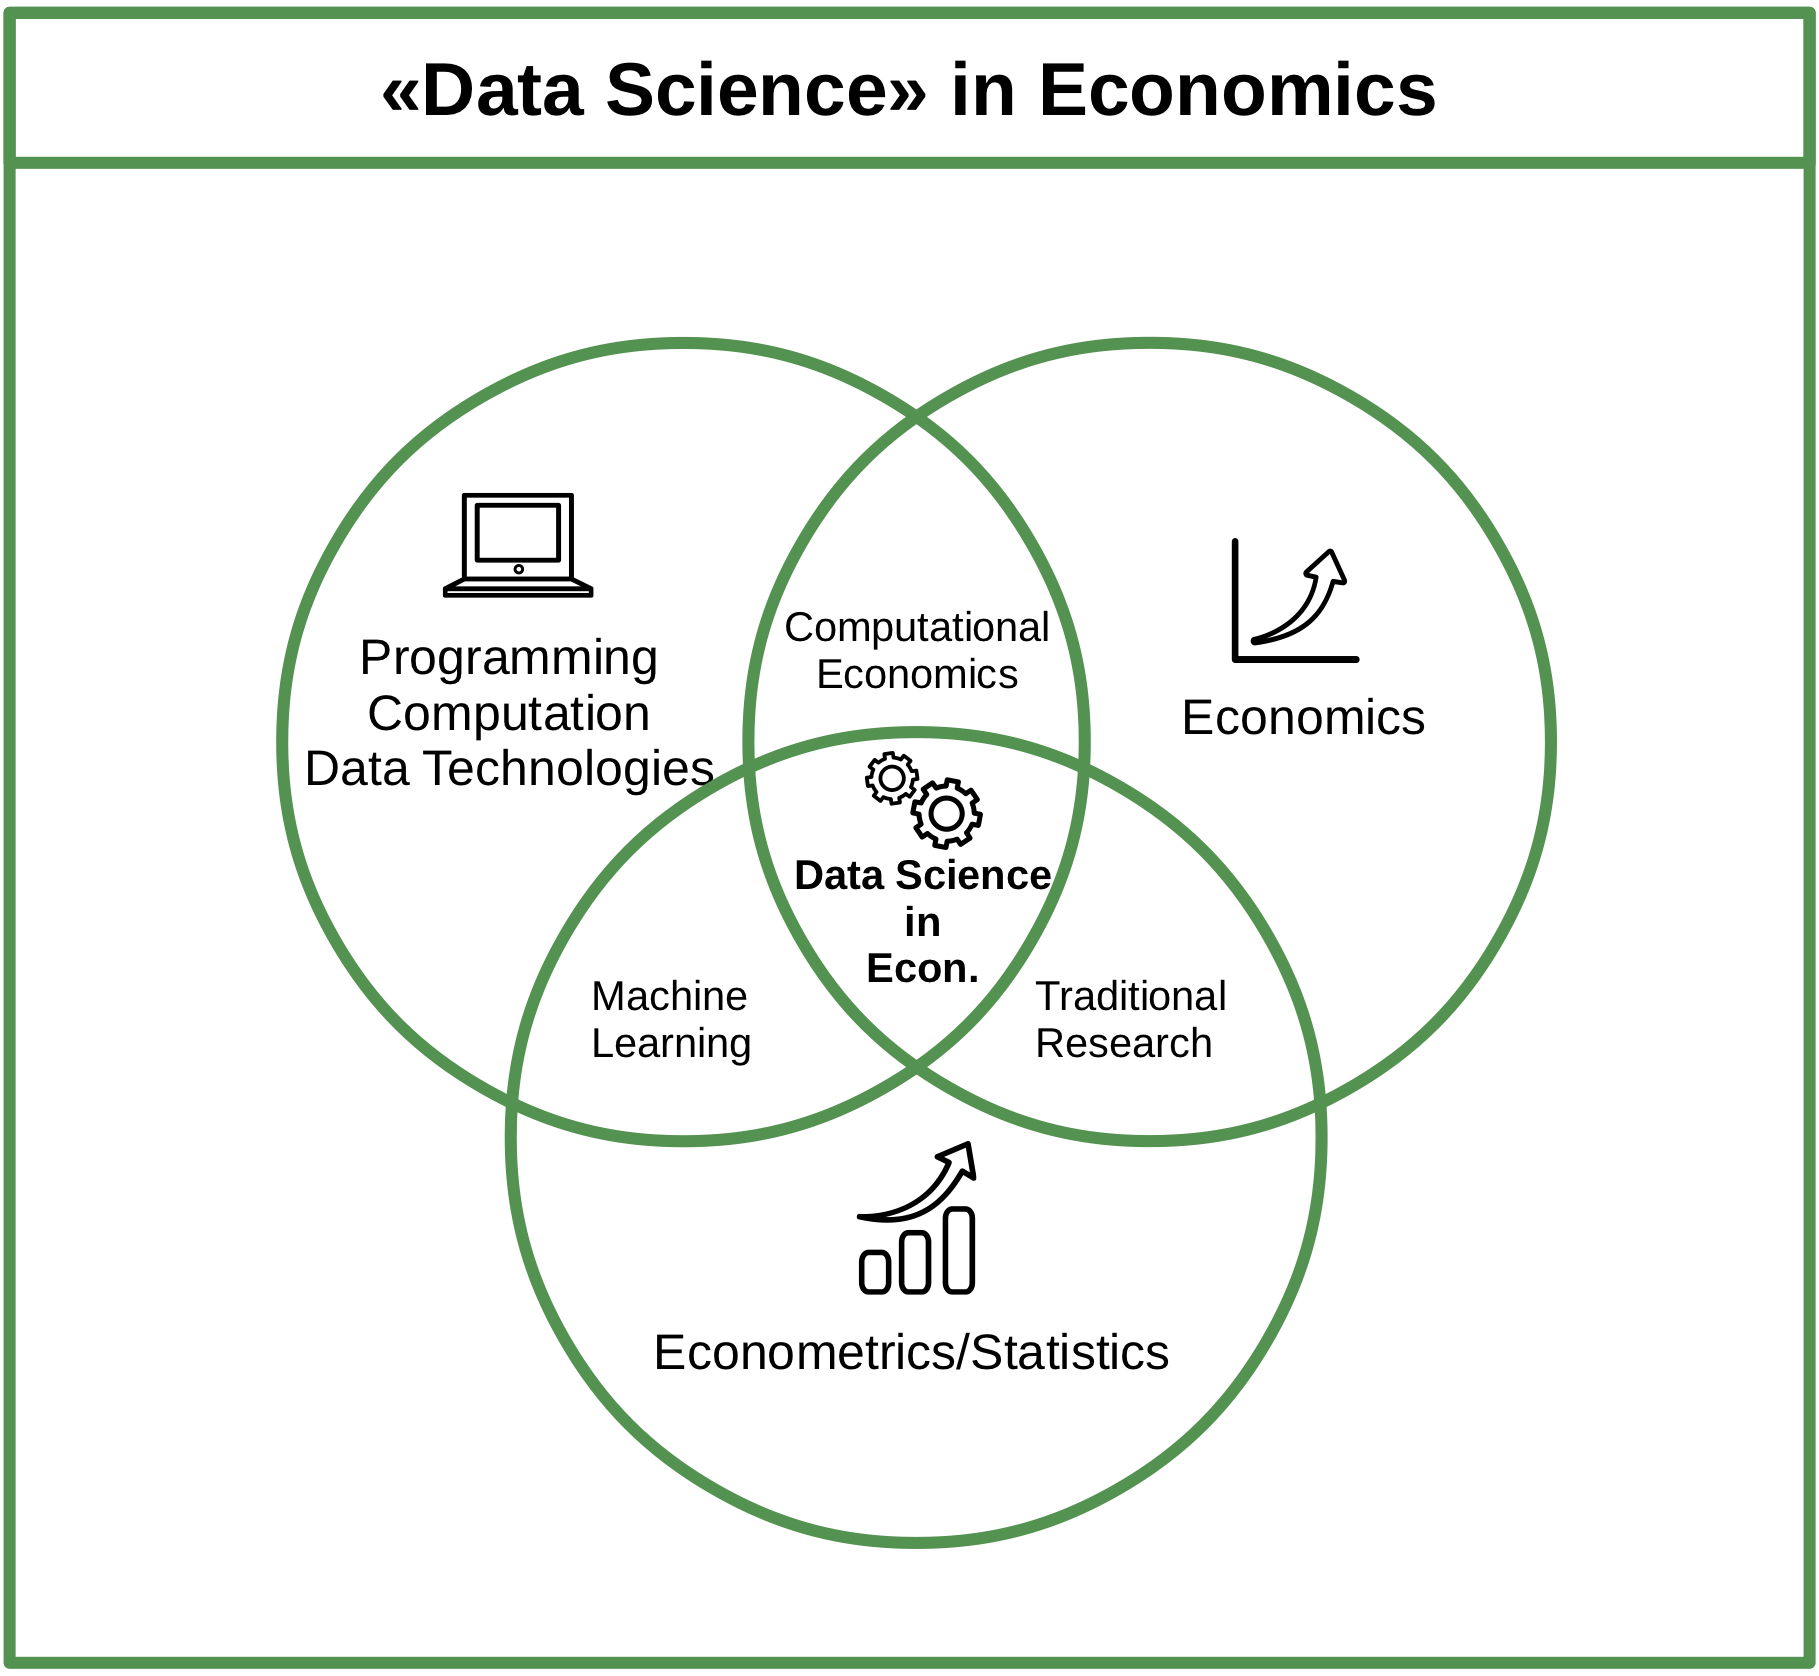 «Data Science» in Economics
Programming
Computation
Data Technologies
Computational
Economics
Economics
Data Science
in
Econ.
Machine
Learning
Traditional
Research
Econometrics/Statistics